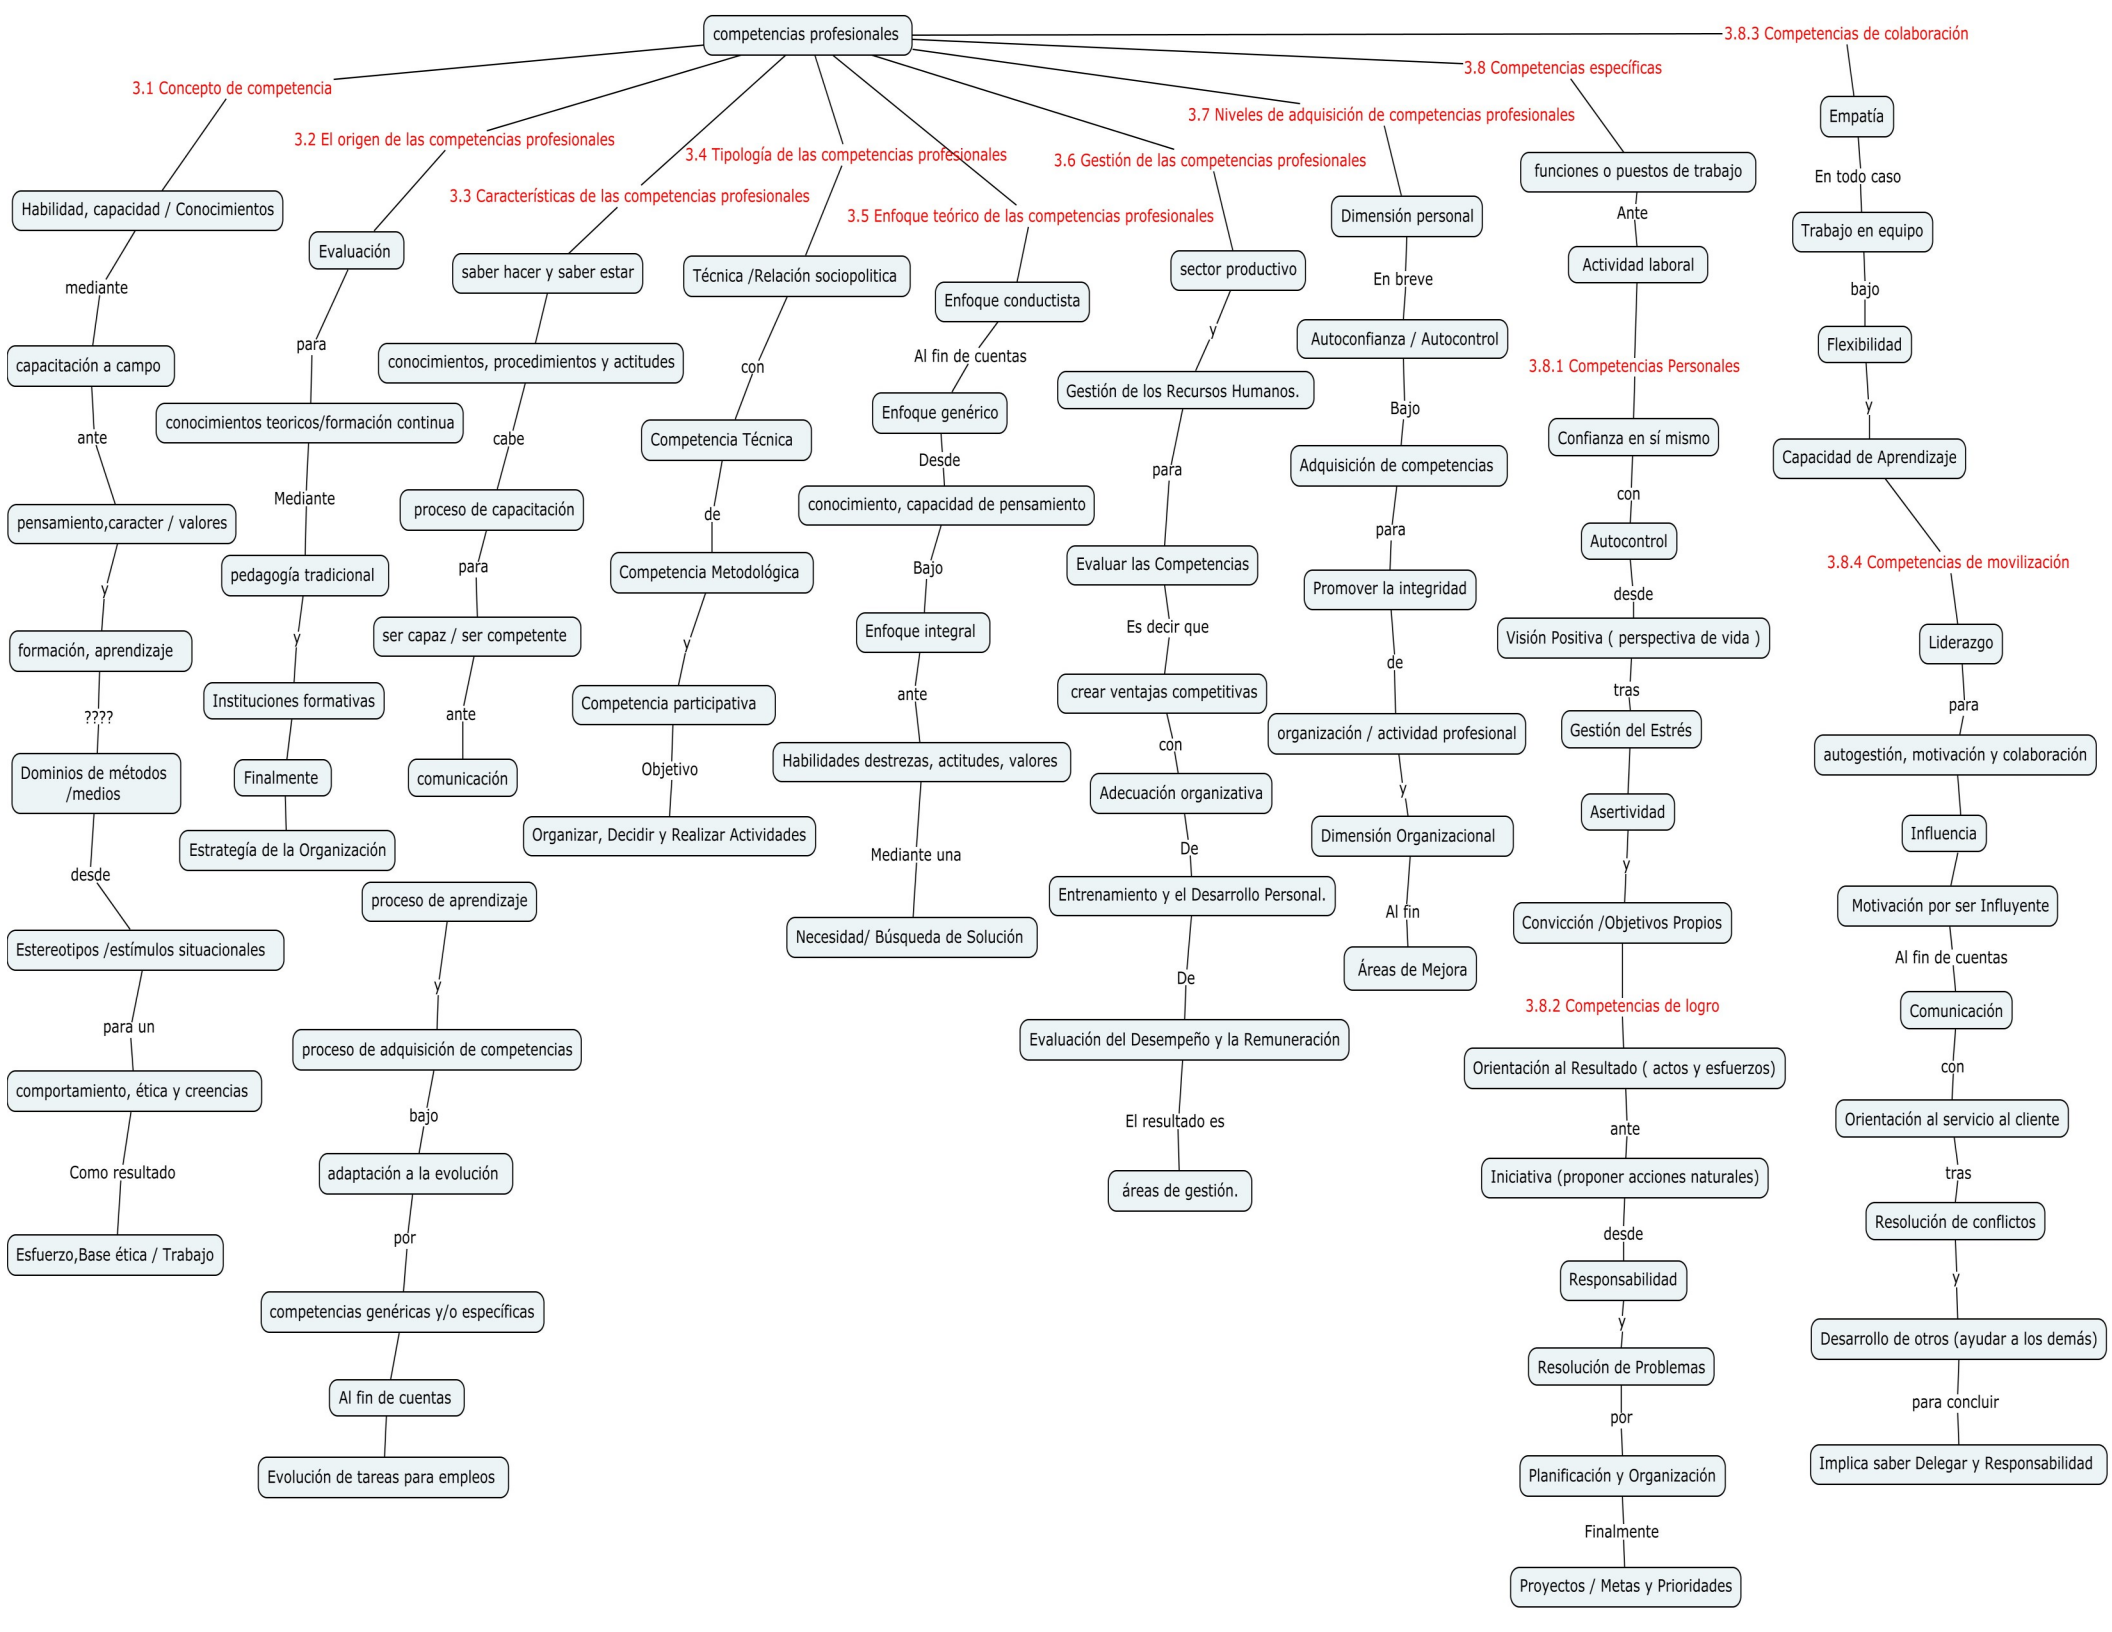 competencias profesionales
3.1 Concepto de competencia
Habilidad, capacidad / Conocimientos
mediante
capacitación a campo
ante
pensamiento,caracter / valores
y
formación, aprendizaje
????
Dominios de métodos
/medios
desde
Estereotipos /estímulos situacionales
para un
comportamiento, ética y creencias
Como resultado
Esfuerzo,Base ética / Trabajo
3.2 El origen de las competencias profesionales
Evaluación
para
conocimientos teoricos/formación continua
Mediante
pedagogía tradicional
y
Instituciones formativas
Finalmente
Estrategía de la Organización
3.3 Características de las competencias profesionales
saber hacer y saber estar
conocimientos, procedimientos y actitudes
cabe
proceso de capacitación
para
ser capaz / ser competente
ante
comunicación
proceso de aprendizaje
y
proceso de adquisición de competencias
bajo
adaptación a la evolución
por
competencias genéricas y/o específicas
Al fin de cuentas
Evolución de tareas para empleos
3.4 Tipología de las competencias profesionales
Técnica /Relación sociopolitica
con
Competencia Técnica
de
Competencia Metodológica
y
Competencia participativa
Objetivo
Organizar, Decidir y Realizar Actividades
3.5 Enfoque teórico de las competencias profesionales
Enfoque conductista
Al fin de cuentas
Enfoque genérico
Desde
conocimiento, capacidad de pensamiento
Bajo
Enfoque integral
ante
Habilidades destrezas, actitudes, valores
Mediante una
Necesidad/ Búsqueda de Solución
3.6 Gestión de las competencias profesionales
sector productivo
y
Gestión de los Recursos Humanos.
para
Evaluar las Competencias
Es decir que
crear ventajas competitivas
con
Adecuación organizativa
De
Entrenamiento y el Desarrollo Personal.
De
Evaluación del Desempeño y la Remuneración
El resultado es
áreas de gestión.
3.7 Niveles de adquisición de competencias profesionales
Dimensión personal
En breve
Autoconfianza / Autocontrol
Bajo
Adquisición de competencias
para
Promover la integridad
de
organización / actividad profesional
y
Dimensión Organizacional
Al fin
Áreas de Mejora
3.8 Competencias específicas
funciones o puestos de trabajo
Ante
Actividad laboral
3.8.1 Competencias Personales
Confianza en sí mismo
con
Autocontrol
desde
Visión Positiva ( perspectiva de vida )
tras
Gestión del Estrés
Asertividad
y
Convicción /Objetivos Propios
3.8.2 Competencias de logro
Orientación al Resultado ( actos y esfuerzos)
ante
Iniciativa (proponer acciones naturales)
desde
Responsabilidad
y
Resolución de Problemas
por
Planificación y Organización
Finalmente
Proyectos / Metas y Prioridades
3.8.3 Competencias de colaboración
Empatía
En todo caso
Trabajo en equipo
bajo
Flexibilidad
y
Capacidad de Aprendizaje
3.8.4 Competencias de movilización
Liderazgo
para
autogestión, motivación y colaboración
Influencia
Motivación por ser Influyente
Al fin de cuentas
Comunicación
con
Orientación al servicio al cliente
tras
Resolución de conflictos
y
Desarrollo de otros (ayudar a los demás)
para concluir
Implica saber Delegar y Responsabilidad